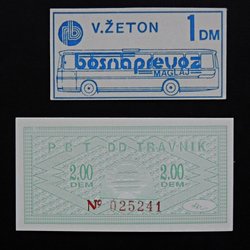 V.ŽETON 1 DM
bosnaprevoz
MAGLAJ
P B T DD TRAVNIK
2.00 2.00
DEM DEM
Nº 025241